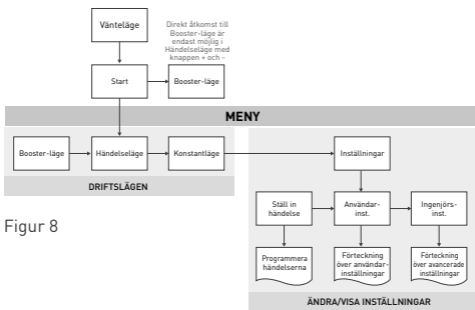 Vänteläge
Direkt åtkomst till
Booster-läge är
endast möjlig i
Händelseläge med
knappen + och -
Start
Booster-läge
MENY
Booster-läge
Händelseläge
Konstantläge
Inställningar
DRIFTSLÄGEN
Ställ in
händelse
Användar-
inst.
Ingenjörs-
inst.
Figur 8
Programmera
händelserna
Förteckning
över användar-
inställningar
Förteckning
över avancerade
inställningar
ÄNDRA/VISA INSTÄLLNINGAR